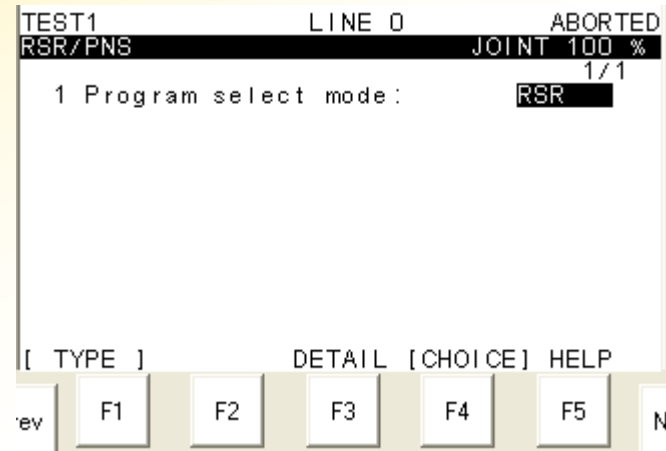 TEST1 LINE 0 ABORTED
RSR/PNS JOINT 100 %
1/1
1 Program select mode: RSR
[ TYPE ] DETAIL [CHOICE] HELP
rev F1 F2 F3 F4 F5 N